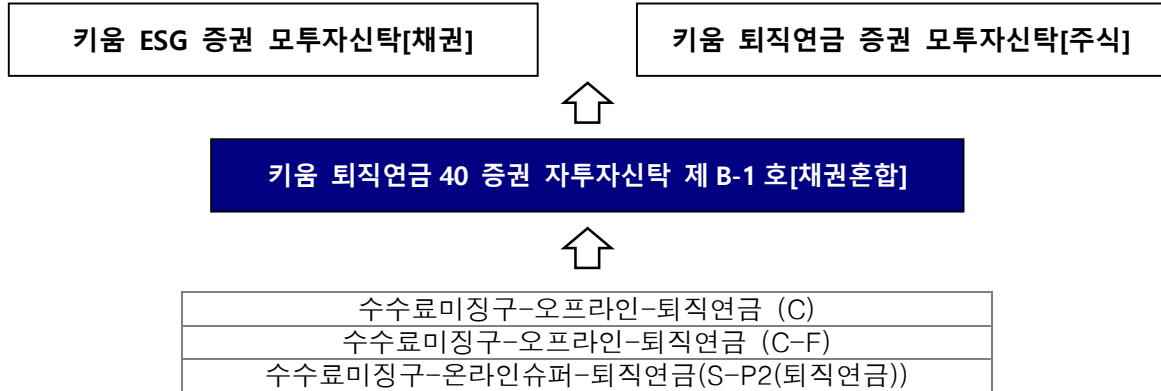 키움 ESG 증권 모투자신탁[채권]
키움 퇴직연금 증권 모투자신탁[주식]
키움 퇴직연금 40 증권 자투자신탁 제 B-1 호[채권혼합]
수수료미징구-오프라인-퇴직연금 (C)
수수료미징구-오프라인-퇴직연금 (C-F)
수수료미징구-온라인슈퍼-퇴직연금(S-P2(퇴직연금))